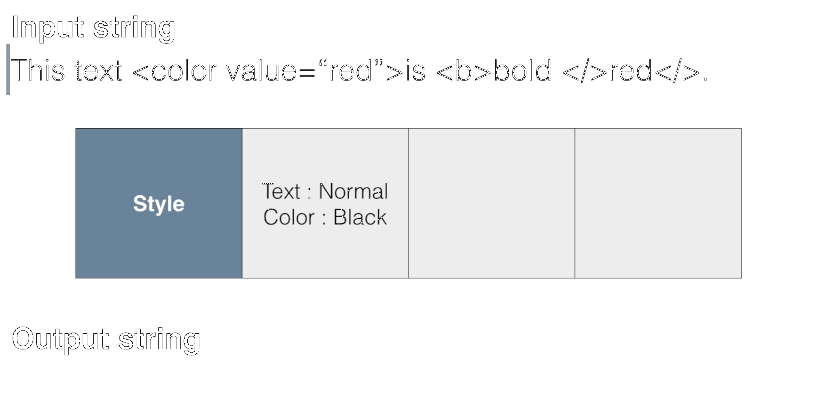 Input string
This text <color value=“red”>is <b>bold </>red</>.
Style
Text : Normal
Color : Black
Output string